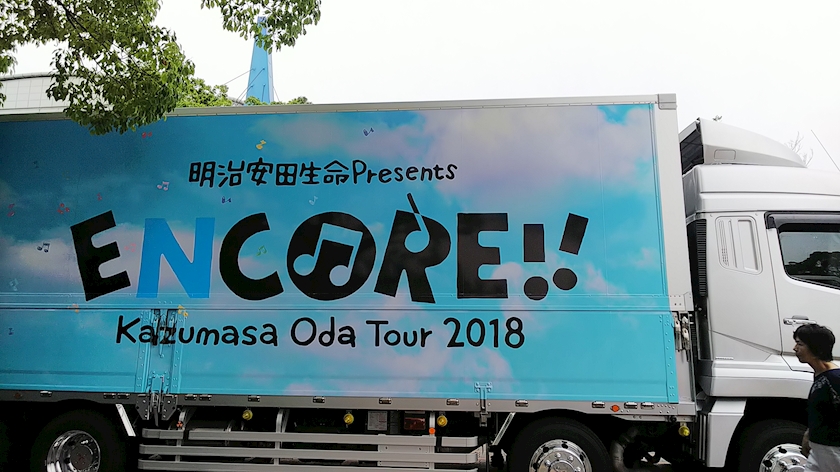 明治安田生命Presents
ENCORE!!
Kazumasa Oda Tour 2018